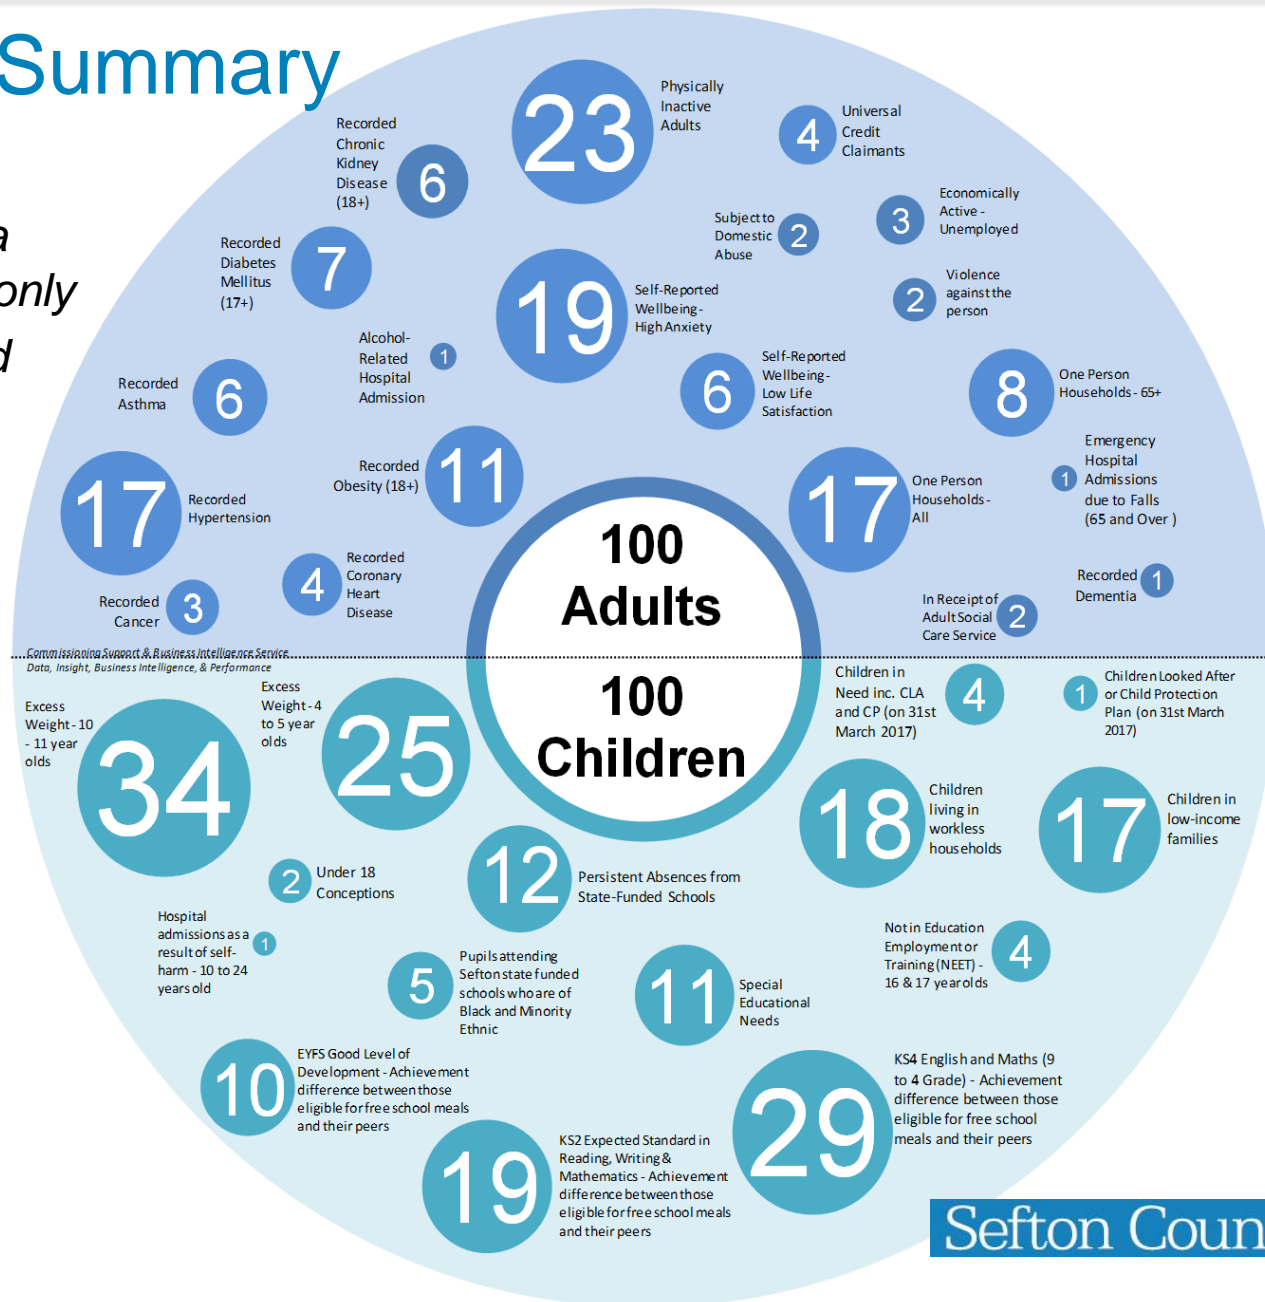 Summary
a
only
d
23
Physically
Inactive
Adults
4
Universal
Credit
Claimants
Recorded
Chronic
Kidney
Disease
(18+)
6
Subject to
Domestic
Abuse
2
3
Economically
Active -
Unemployed
Recorded
Diabetes
Mellitus
(17+)
7
19
Self-Reported
Wellbeing-
High Anxiety
2
Violence
against the
person
Alcohol-
Related
Hospital
Admission
1
6
Self-Reported
Wellbeing-
Low Life
Satisfaction
8
One Person
Households - 65+
Recorded
Asthma
6
Recorded
Obesity (18+)
11
17
Recorded
Hypertension
17
One Person
Households -
All
1
Emergency
Hospital
Admissions
due to Falls
(65 and Over )
Recorded
Cancer
3
4
Recorded
Coronary
Heart
Disease
100
Adults
In Receipt of
Adult Social
Care Service
2
Recorded
Dementia
1
Commissioning Support & Business Intelligence Service
Data, Insight, Business Intelligence, & Performance
100
Children
Excess
Weight - 10
- 11 year
olds
34
Excess
Weight - 4
to 5 year
olds
25
Children in
Need inc. CLA
and CP (on 31st
March 2017)
4
1
Children Looked After
or Child Protection
Plan (on 31st March
2017)
18
Children
living in
workless
households
17
Children in
low-income
families
2
Under 18
Conceptions
12
Persistent Absences from
State-Funded Schools
Hospital
admissions as a
result of self-
harm - 10 to 24
years old
1
5
Pupils attending
Sefton state funded
schools who are of
Black and Minority
Ethnic
11
Special
Educational
Needs
Not in Education
Employment or
Training (NEET) -
16 & 17 year olds
4
10
EYFS Good Level of
Development - Achievement
difference between those
eligible for free school meals
and their peers
19
KS2 Expected Standard in
Reading, Writing &
Mathematics - Achievement
difference between those
eligible for free school meals
and their peers
29
KS4 English and Maths (9
to 4 Grade) - Achievement
difference between those
eligible for free school
meals and their peers
Sefton Coun